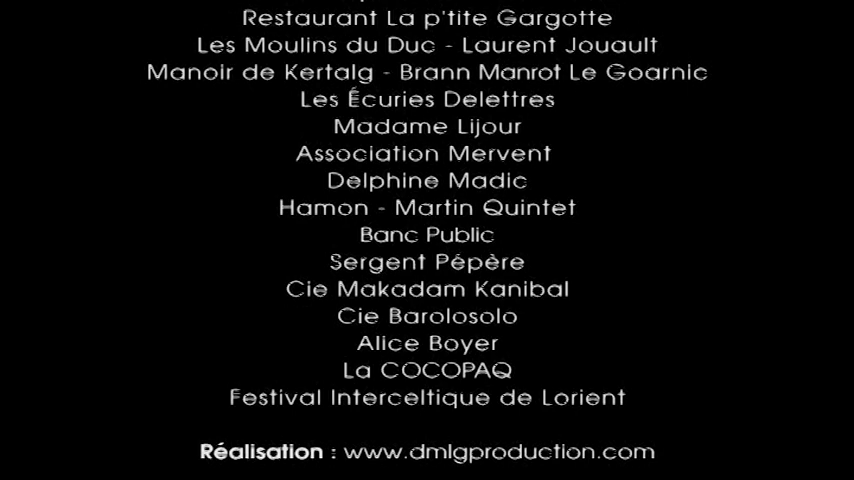 Restaurant La p'tite Gargotte
Les Moulins du Duc - Laurent Jouault
Manoir de Kertalg - Brann Manrot Le Goarnic
Les Écuries Delettres
Madame Lijour
Association Mervent
Delphine Madic
Hamon - Martin Quintet
Banc Public
Sergent Pépère
Cie Makadam Kanibal
Cie Barolosolo
Alice Boyer
La COCOPAQ
Festival Interceltique de Lorient
Réalisation : www.dmlgproduction.com